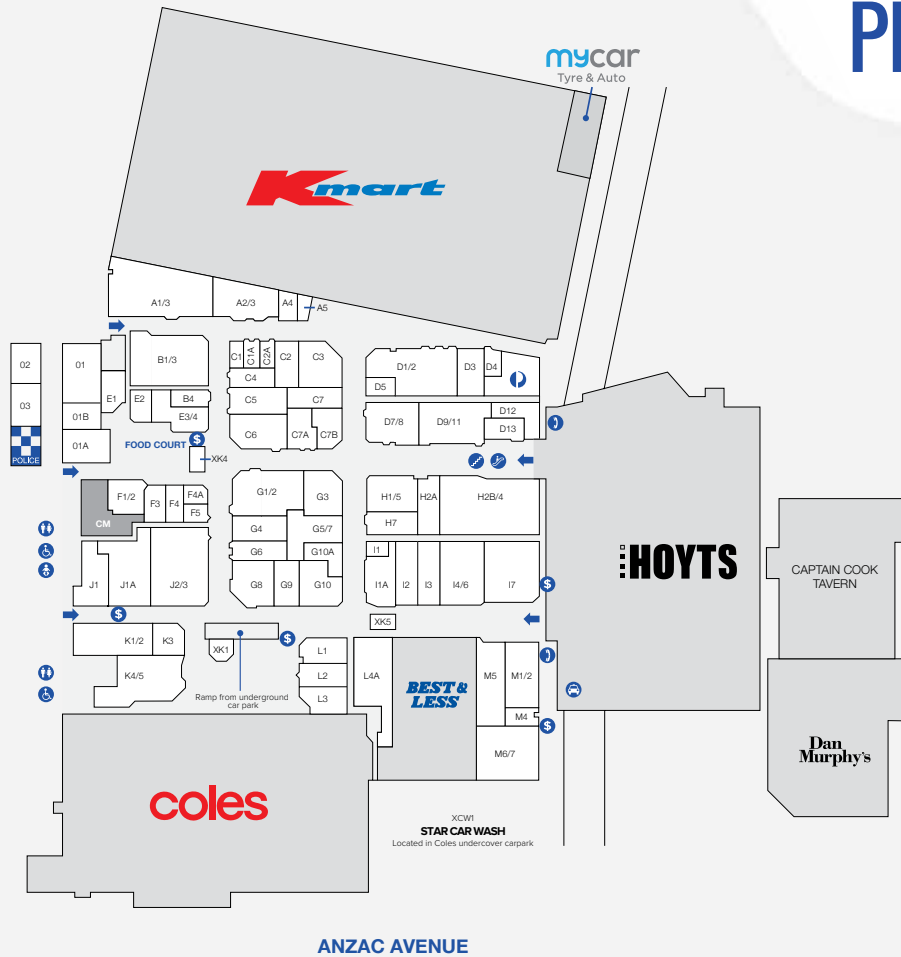 P
mycar
Tyre & Auto
Kmart
A1/3
A2/3
A4
A5
02
03
POLICE
01
01B
01A
E1
B1/3
E2
B4
E3/4
FOOD COURT
$
XK4
C1
C1A
C2A
C2
C3
C4
C5
C7
C6
C7A
C7B
D1/2
D3
D4
D5
D7/8
D9/11
D12
D13
CM
F1/2
F3
F4
F4A
F5
G1/2
G3
G4
G5/7
G6
G10A
G8
G9
G10
H1/5
H2A
H2B/4
H7
I1
I1A
I2
I3
I4/6
I7
$
HOYTS
CAPTAIN COOK
TAVERN
J1
J1A
J2/3
$
K1/2
K3
K4/5
XK1
$
Ramp from underground
car park
L1
L2
L3
XK5
L4A
BEST &
LESS
M5
M1/2
M4
$
M6/7
Dan
Murphy's
coles
XCW1
STAR CAR WASH
Located in Coles undercover carpark
ANZAC AVENUE